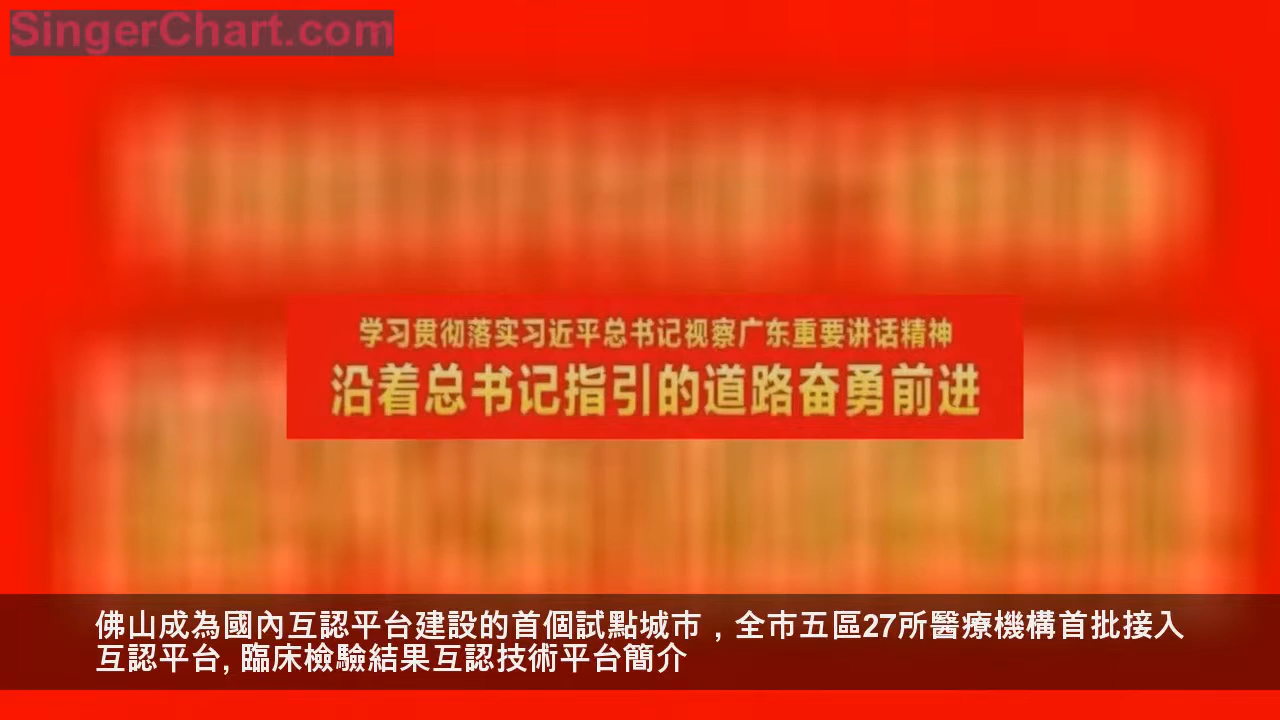 SingerChart.com
学习贯彻落实习近平总书记视察广东重要讲话精神
沿着总书记指引的道路奋勇前进
佛山成為國內互認平台建設的首個試點城市，全市五區27所醫療機構首批接入
互認平台, 臨床檢驗結果互認技術平台簡介